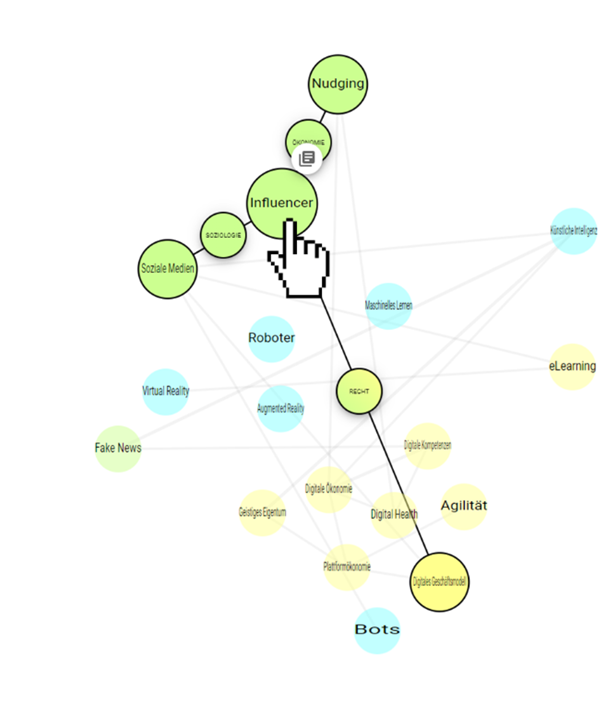 Nudging
ÖKONOMIE
Influencer
SOZIOLOGIE
Soziale Medien
Künstliche Intelligenz
Maschinelles Lernen
Roboter
eLearning
Virtual Reality
RECHT
Augmented Reality
Fake News
Digitale Kompetenzen
Digitale Ökonomie
Agilität
Geistiges Eigentum
Digital Health
Plattformökonomie
Digitales Geschäftsmodell
Bots